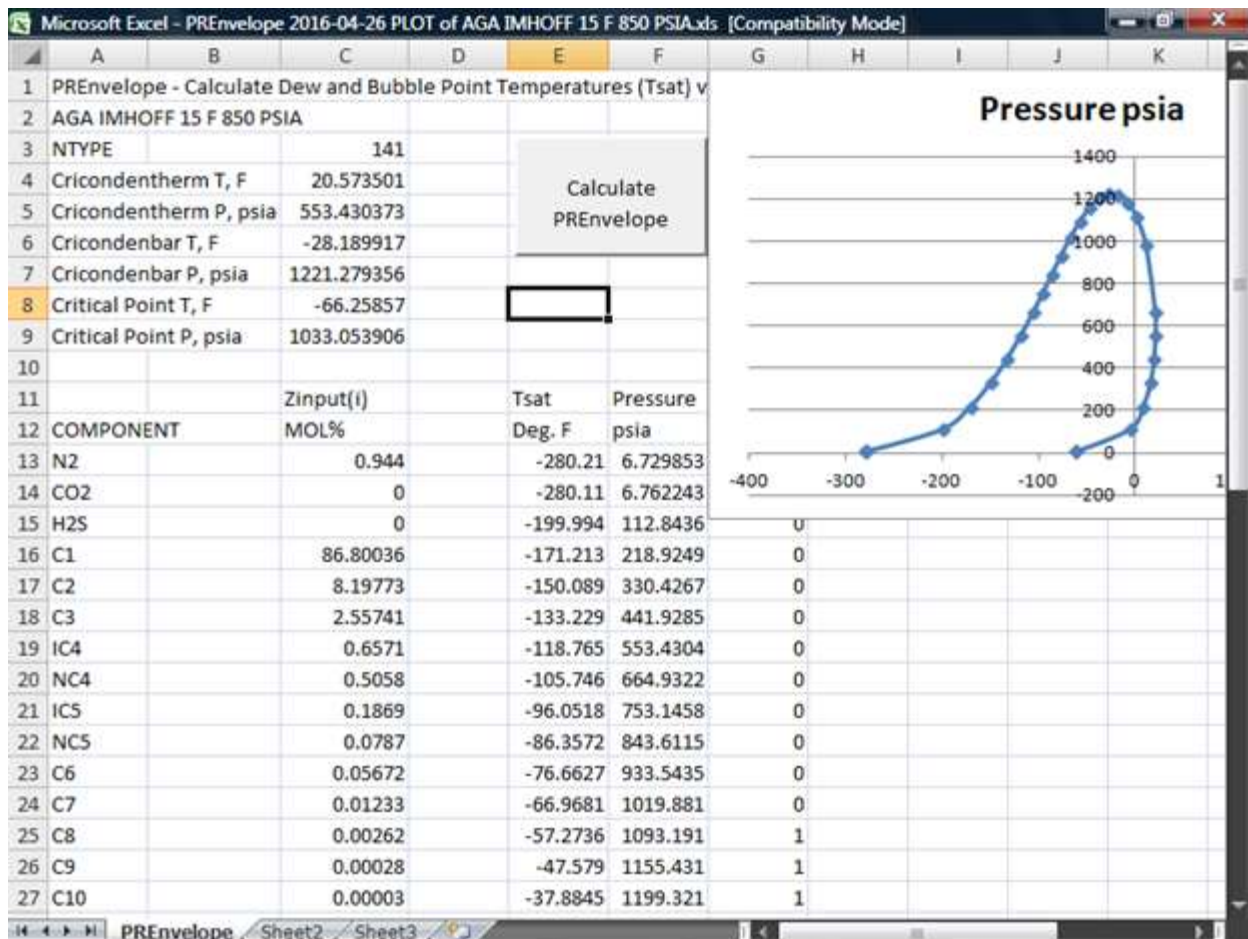 Microsoft Excel - PREnvelope 2016-04-26 PLOT of AGA IMHOFF 15 F 850 PSIA.xls [Compatibility Mode]
A B C D E F G H I J K
1 PREnvelope - Calculate Dew and Bubble Point Temperatures (Tsat) v
2 AGA IMHOFF 15 F 850 PSIA
3 NTYPE 141
4 Cricondentherm T, F 20.573501
5 Cricondentherm P, psia 553.430373
6 Cricondenbar T, F -28.189917
7 Cricondenbar P, psia 1221.279356
8 Critical Point T, F -66.25857
9 Critical Point P, psia 1033.053906
10
11 Zinput(i) Tsat Pressure
12 COMPONENT MOL% Deg. F psia
13 N2 0.944 -280.21 6.729853
14 CO2 0 -280.11 6.762243
15 H2S 0 -199.994 112.8436 0
16 C1 86.80036 -171.213 218.9249 0
17 C2 8.19773 -150.089 330.4267 0
18 C3 2.55741 -133.229 441.9285 0
19 IC4 0.6571 -118.765 553.4304 0
20 NC4 0.5058 -105.746 664.9322 0
21 IC5 0.1869 -96.0518 753.1458 0
22 NC5 0.0787 -86.3572 843.6115 0
23 C6 0.05672 -76.6627 933.5435 0
24 C7 0.01233 -66.9681 1019.881 0
25 C8 0.00262 -57.2736 1093.191 1
26 C9 0.00028 -47.579 1155.431 1
27 C10 0.00003 -37.8845 1199.321 1
Calculate
PREnvelope
Pressure psia
1400
1200
1000
800
600
400
200
0
-400 -300 -200 -100 0 1
-200
PREnvelope Sheet2 Sheet3